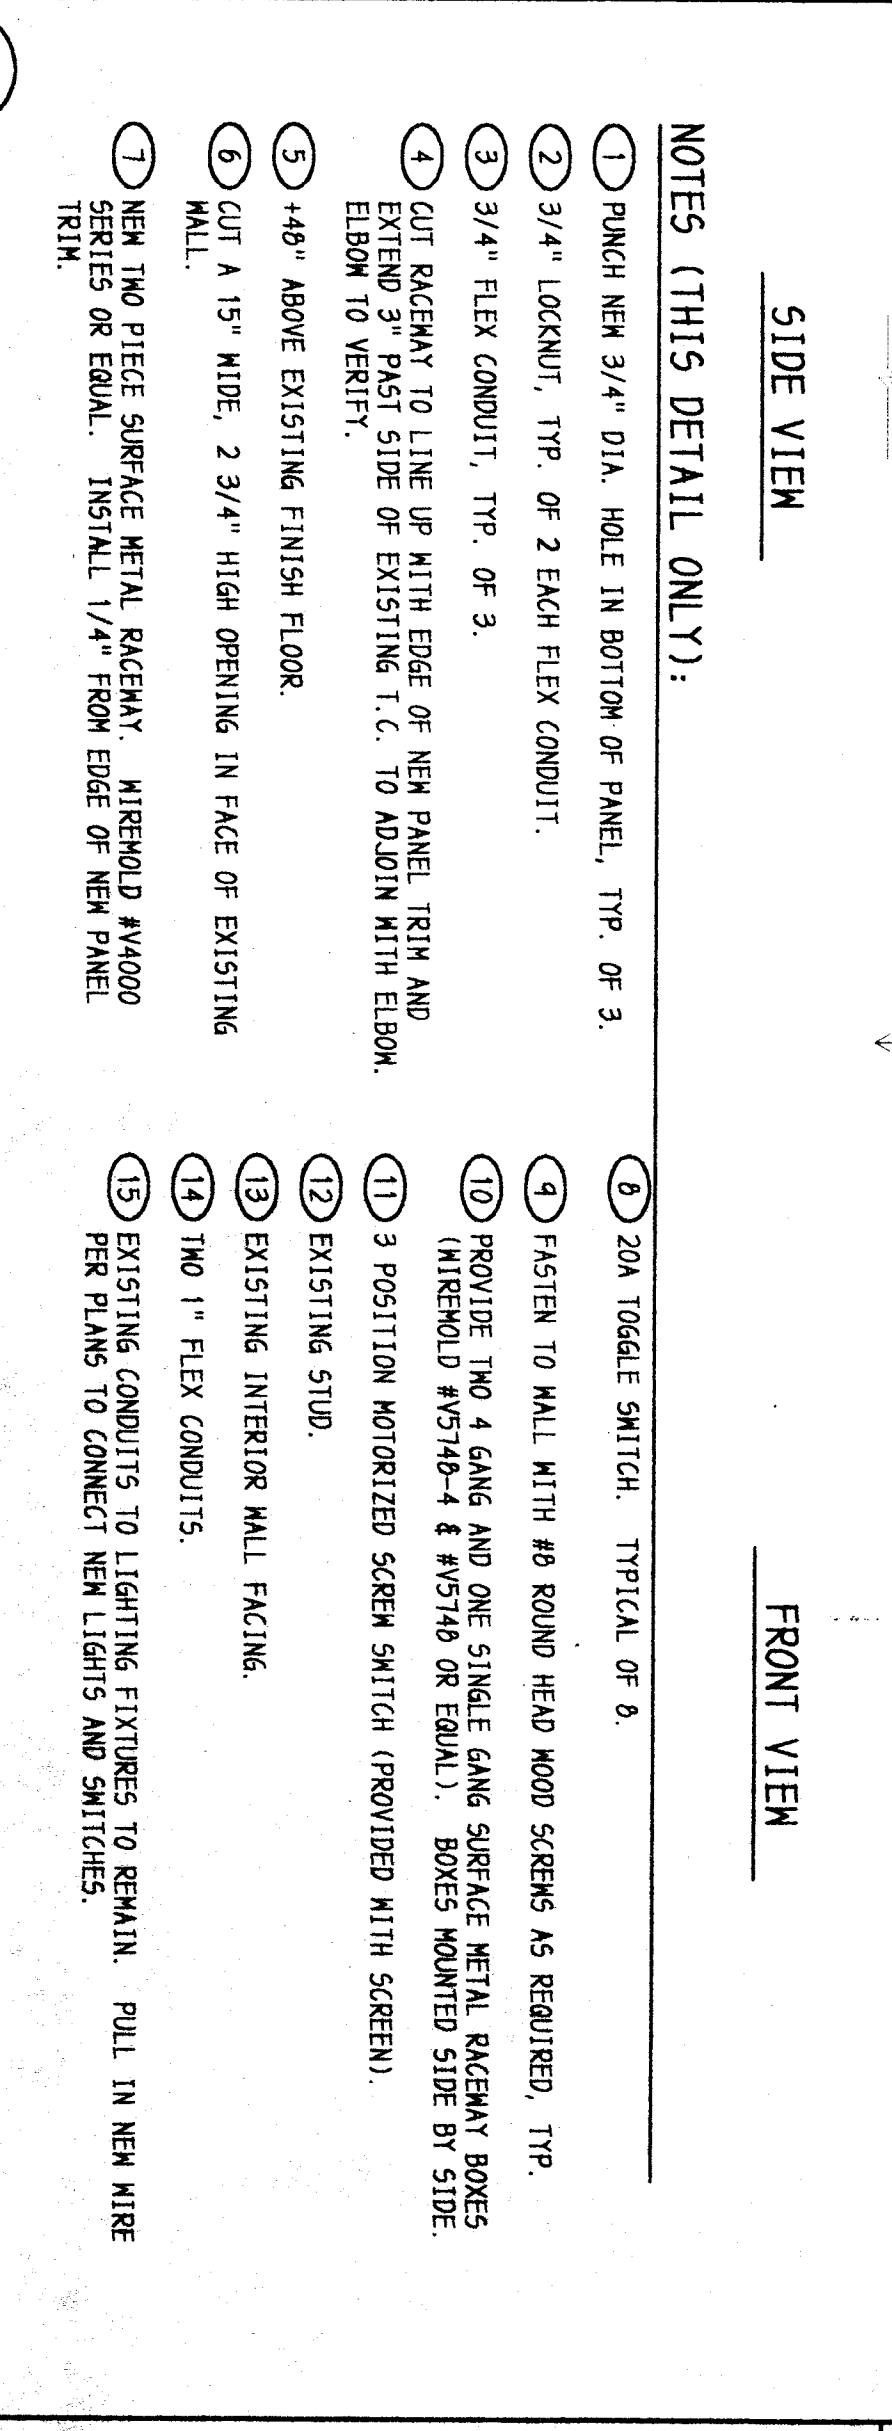 SIDE VIEW
FRONT VIEW
NOTES (THIS DETAIL ONLY):
1 PUNCH NEW 3/4" DIA. HOLE IN BOTTOM OF PANEL, TYP. OF 3.
2 3/4" LOCKNUT, TYP. OF 2 EACH FLEX CONDUIT.
3 3/4" FLEX CONDUIT, TYP. OF 3.
4 CUT RACEWAY TO LINE UP WITH EDGE OF NEW PANEL TRIM AND
EXTEND 3" PAST SIDE OF EXISTING T.C. TO ADJOIN WITH ELBOW.
ELBOW TO VERIFY.
5 +48" ABOVE EXISTING FINISH FLOOR.
6 CUT A 15" WIDE, 2 3/4" HIGH OPENING IN FACE OF EXISTING
WALL.
7 NEW TWO PIECE SURFACE METAL RACEWAY. WIREMOLD #V4000
SERIES OR EQUAL. INSTALL 1/4" FROM EDGE OF NEW PANEL
TRIM.
8 20A TOGGLE SWITCH. TYPICAL OF 8.
9 FASTEN TO WALL WITH #8 ROUND HEAD WOOD SCREWS AS REQUIRED, TYP.
10 PROVIDE TWO 4 GANG AND ONE SINGLE GANG SURFACE METAL RACEWAY BOXES
(WIREMOLD #V5748-4 & #V5748 OR EQUAL). BOXES MOUNTED SIDE BY SIDE.
11 3 POSITION MOTORIZED SCREW SWITCH (PROVIDED WITH SCREEN).
12 EXISTING STUD.
13 EXISTING INTERIOR WALL FACING.
14 TWO 1" FLEX CONDUITS.
15 EXISTING CONDUITS TO LIGHTING FIXTURES TO REMAIN. PULL IN NEW WIRE
PER PLANS TO CONNECT NEW LIGHTS AND SWITCHES.